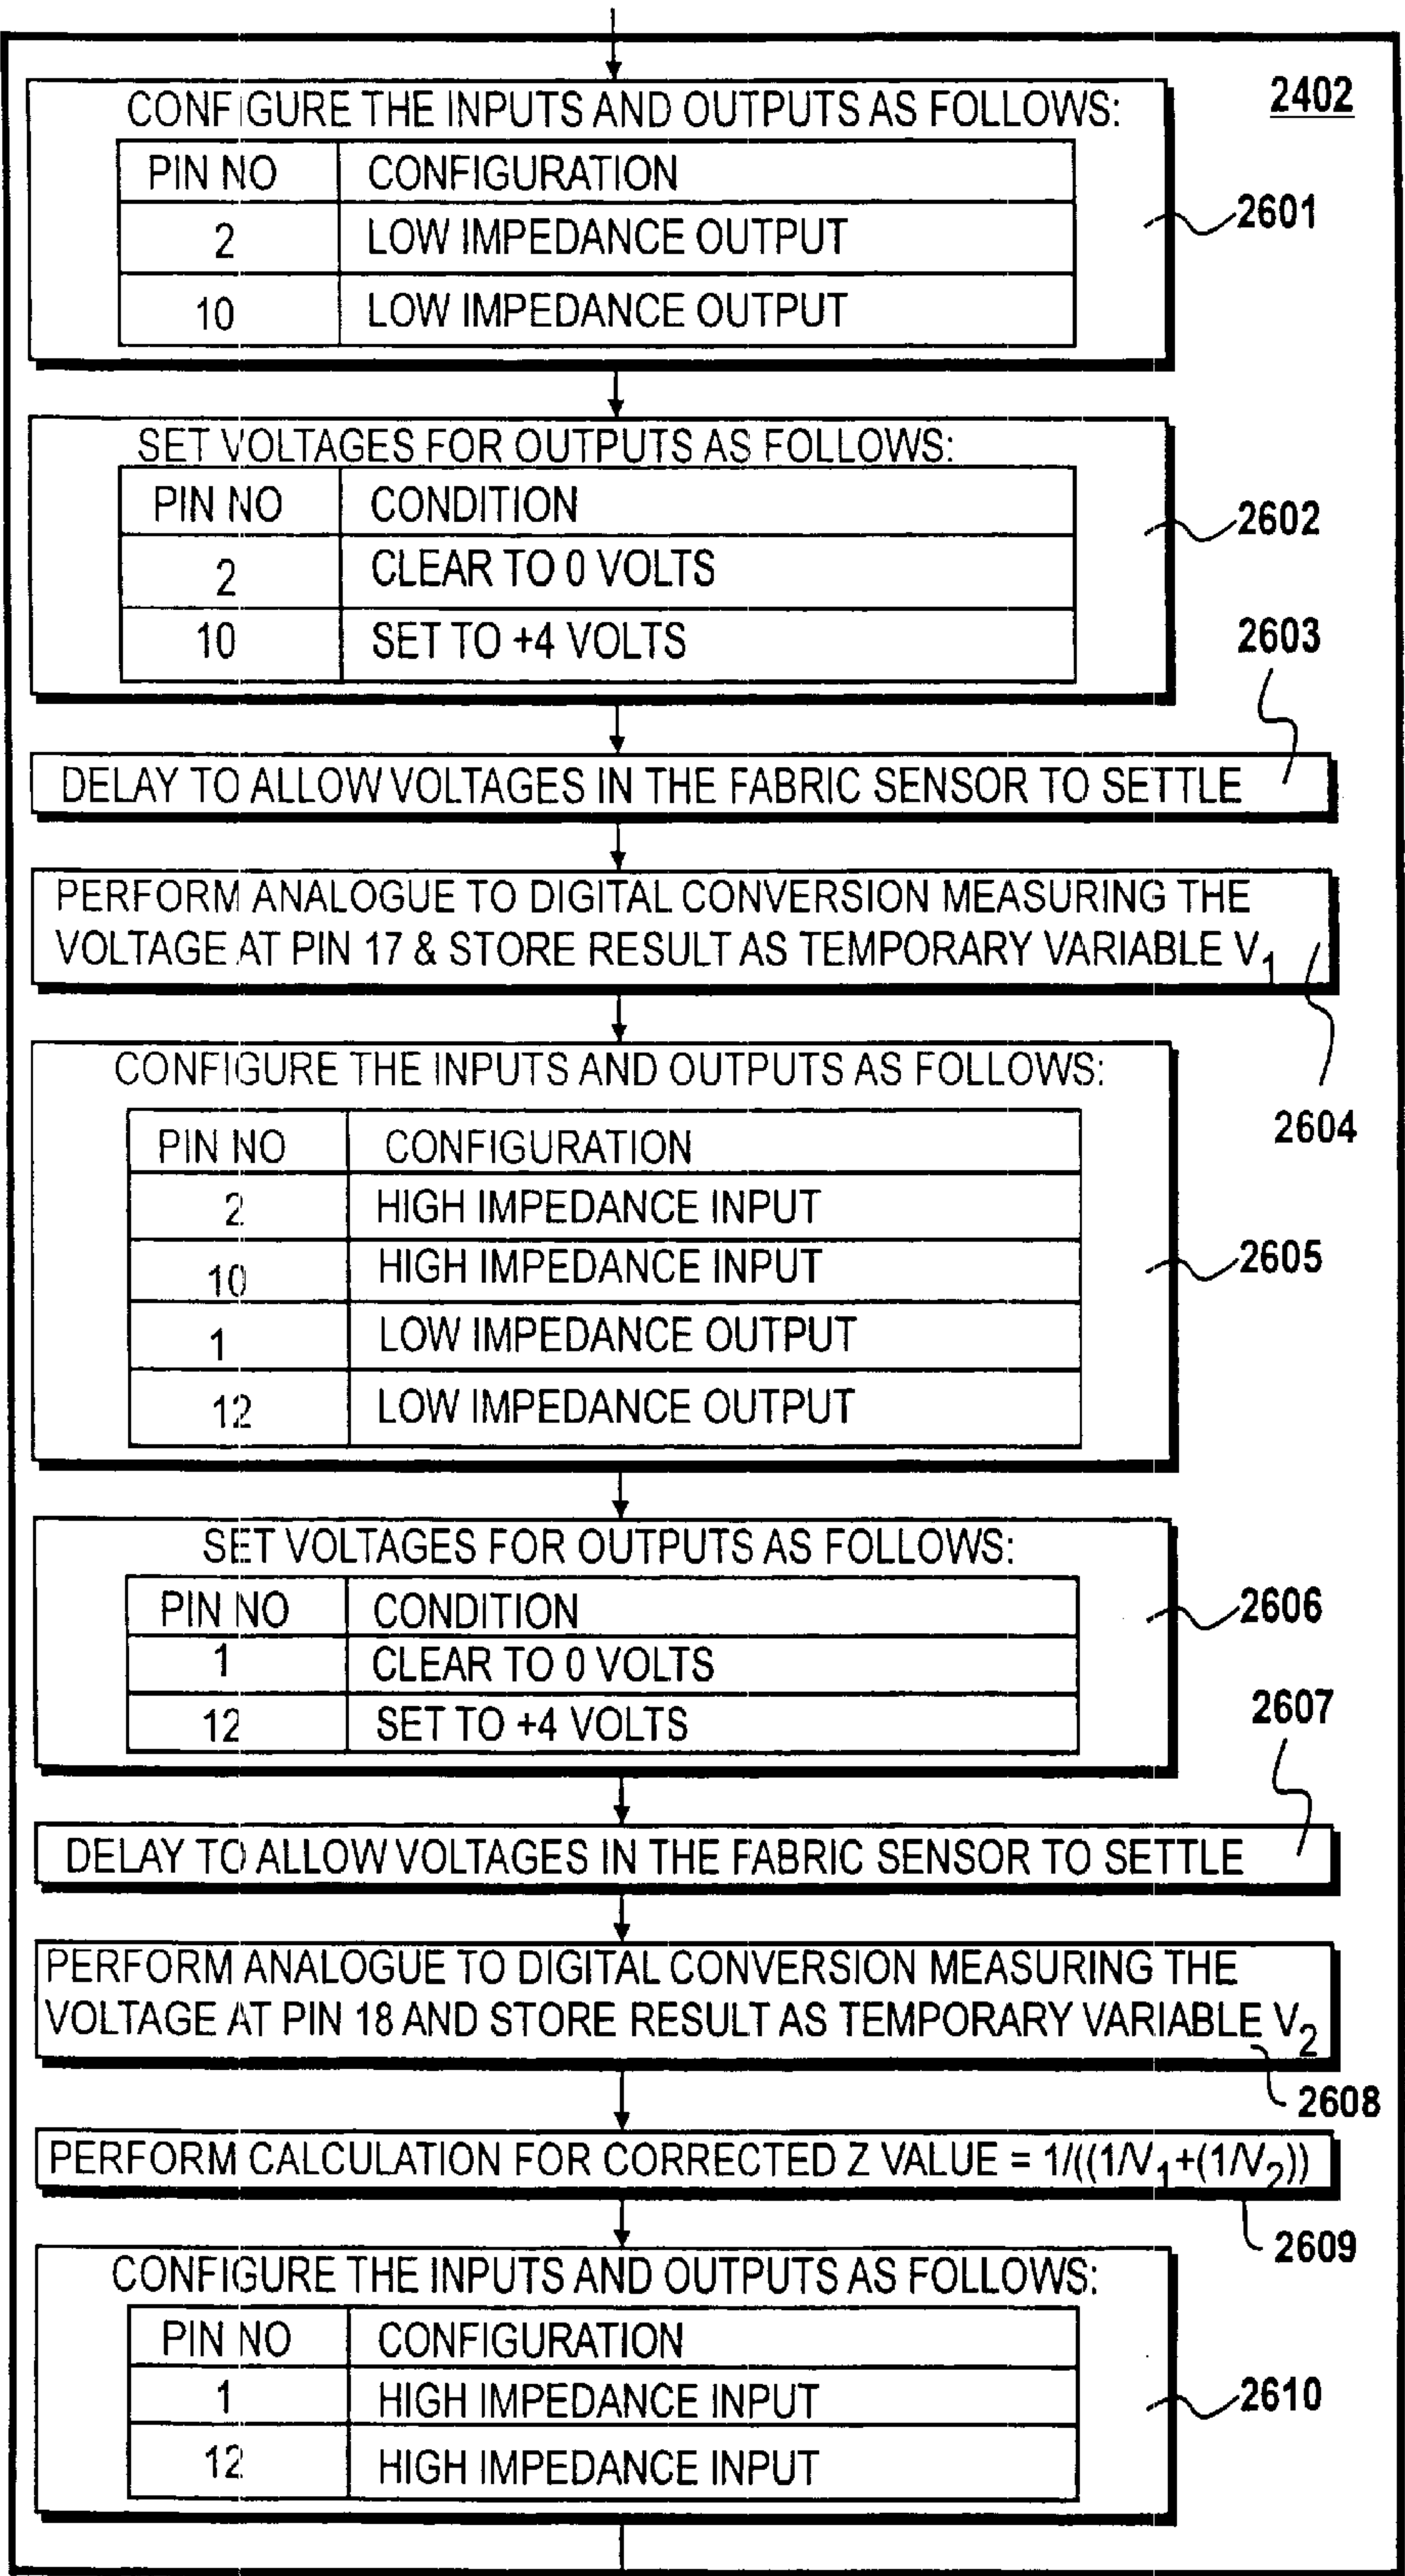 2402
CONFIGURE THE INPUTS AND OUTPUTS AS FOLLOWS:
PIN NO CONFIGURATION
2 LOW IMPEDANCE OUTPUT
10 LOW IMPEDANCE OUTPUT
2601
SET VOLTAGES FOR OUTPUTS AS FOLLOWS:
PIN NO CONDITION
2 CLEAR TO 0 VOLTS
10 SET TO +4 VOLTS
2602
2603
DELAY TO ALLOW VOLTAGES IN THE FABRIC SENSOR TO SETTLE
PERFORM ANALOGUE TO DIGITAL CONVERSION MEASURING THE
VOLTAGE AT PIN 17 & STORE RESULT AS TEMPORARY VARIABLE V1
2604
CONFIGURE THE INPUTS AND OUTPUTS AS FOLLOWS:
PIN NO CONFIGURATION
2 HIGH IMPEDANCE INPUT
10 HIGH IMPEDANCE INPUT
1 LOW IMPEDANCE OUTPUT
12 LOW IMPEDANCE OUTPUT
2605
SET VOLTAGES FOR OUTPUTS AS FOLLOWS:
PIN NO CONDITION
1 CLEAR TO 0 VOLTS
12 SET TO +4 VOLTS
2606
2607
DELAY TO ALLOW VOLTAGES IN THE FABRIC SENSOR TO SETTLE
PERFORM ANALOGUE TO DIGITAL CONVERSION MEASURING THE
VOLTAGE AT PIN 18 AND STORE RESULT AS TEMPORARY VARIABLE V2
2608
PERFORM CALCULATION FOR CORRECTED Z VALUE = 1/((1/V1+(1/V2))
2609
CONFIGURE THE INPUTS AND OUTPUTS AS FOLLOWS:
PIN NO CONFIGURATION
1 HIGH IMPEDANCE INPUT
12 HIGH IMPEDANCE INPUT
2610